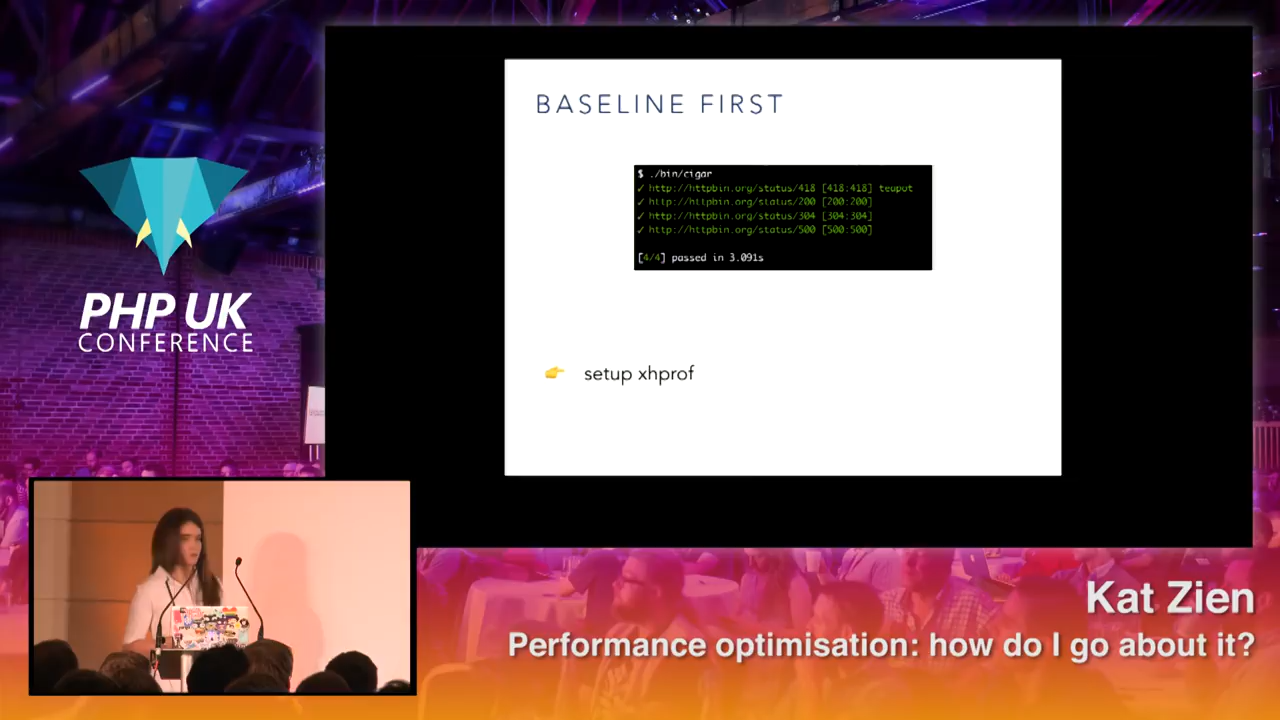 BASELINE FIRST
$ ./bin/cigar
✓ http://httpbin.org/status/418 [418:418] teapot
✓ http://httpbin.org/status/200 [200:200]
✓ http://httpbin.org/status/304 [304:304]
✓ http://httpbin.org/status/500 [500:500]
[4/4] passed in 3.091s
👉 setup xhprof
PHP UK
CONFERENCE
Kat Zien
Performance optimisation: how do I go about it?